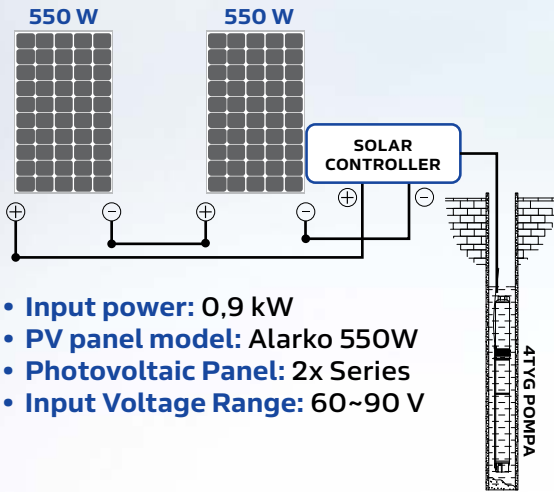 550 W
550 W
SOLAR
CONTROLLER
+
-
+
-
+
-
• Input power: 0,9 kW
• PV panel model: Alarko 550W
• Photovoltaic Panel: 2x Series
• Input Voltage Range: 60~90 V
4TYG POMPA